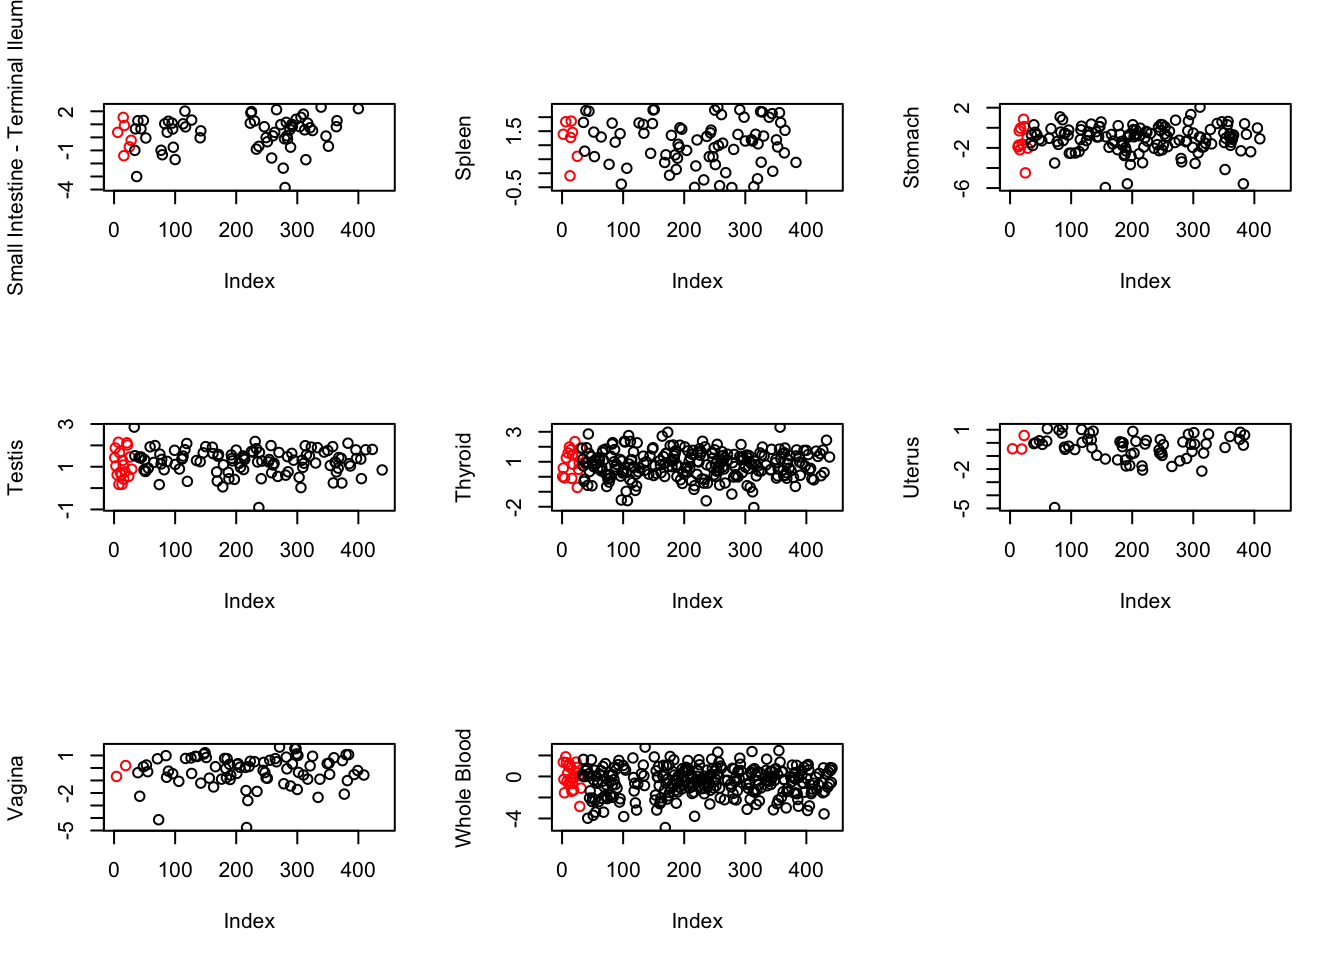 Small Intestine - Terminal Ileum
2
-1
-4
0 100 200 300 400
Index
Spleen
1.5
-0.5
0 100 200 300 400
Index
Stomach
2
-2
-6
0 100 200 300 400
Index
Testis
3
1
-1
0 100 200 300 400
Index
Thyroid
3
1
-2
0 100 200 300 400
Index
Uterus
1
-2
-5
0 100 200 300 400
Index
Vagina
1
-2
-5
0 100 200 300 400
Index
Whole Blood
0
-4
0 100 200 300 400
Index